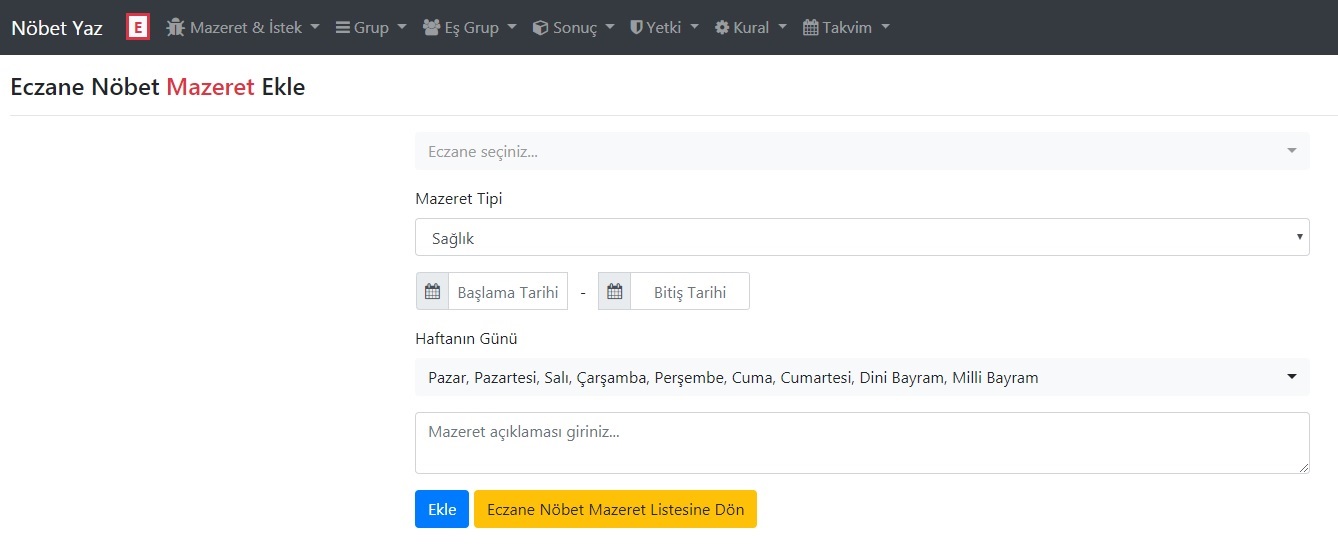 Nöbet Yaz E Mazeret & İstek Grup Eş Grup Sonuç Yetki Kural Takvim
Eczane Nöbet Mazeret Ekle
Eczane seçiniz...
Mazeret Tipi
Sağlık
Başlama Tarihi - Bitiş Tarihi
Haftanın Günü
Pazar, Pazartesi, Salı, Çarşamba, Perşembe, Cuma, Cumartesi, Dini Bayram, Milli Bayram
Mazeret açıklaması giriniz...
Ekle Eczane Nöbet Mazeret Listesine Dön